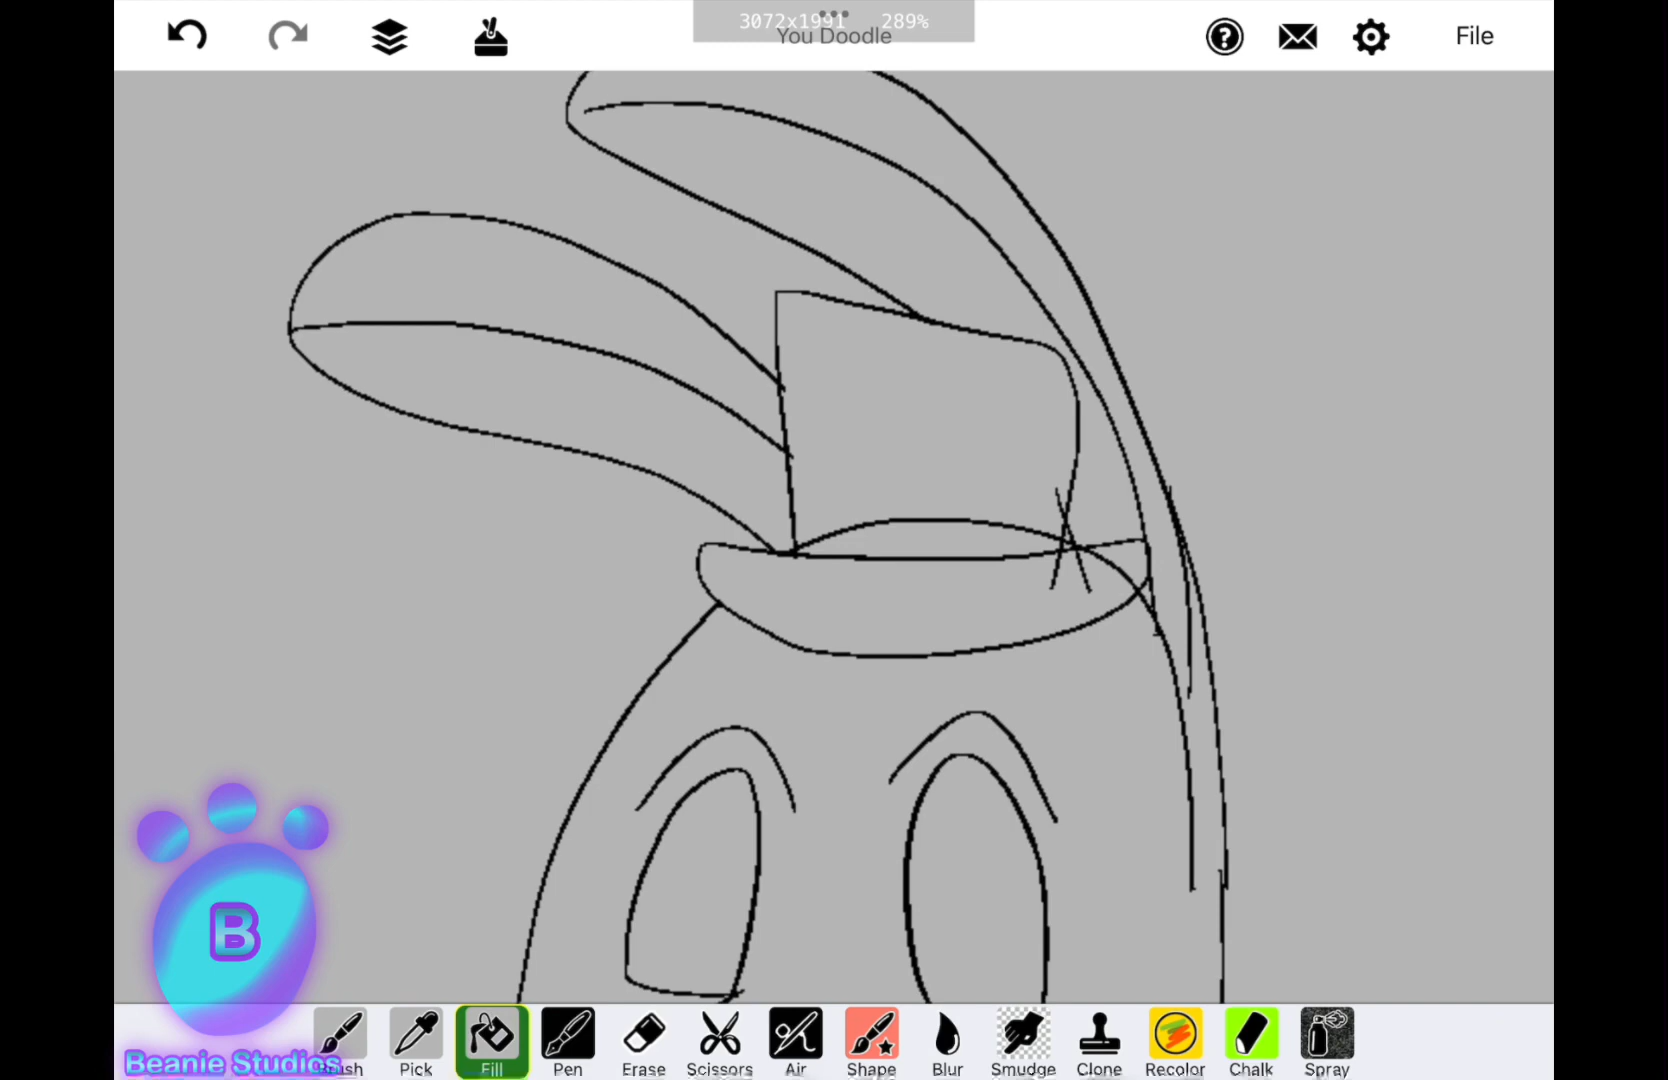 3072x1991 289%
You Doodle
File
B
Beanie Studios
Brush
Pick
Fill
Pen
Erase
Scissors
Air
Shape
Blur
Smudge
Clone
Recolor
Chalk
Spray